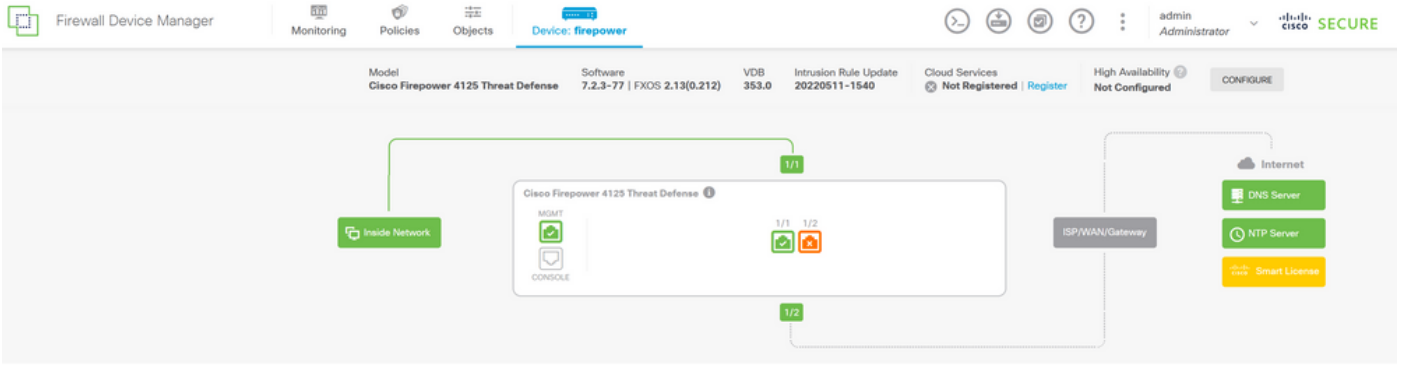 Firewall Device Manager
Monitoring
Policies
Objects
Device: firepower
admin
Administrator
cisco SECURE
Model
Cisco Firepower 4125 Threat Defense
Software
7.2.3-77 | FXOS 2.13(0.212)
VDB
353.0
Intrusion Rule Update
20220511-1540
Cloud Services
Not Registered | Register
High Availability ?
Not Configured
CONFIGURE
1/1
Internet
Cisco Firepower 4125 Threat Defense
DNS Server
MGMT
1/1 1/2
Inside Network
ISP/WAN/Gateway
NTP Server
CONSOLE
cisco Smart License
1/2